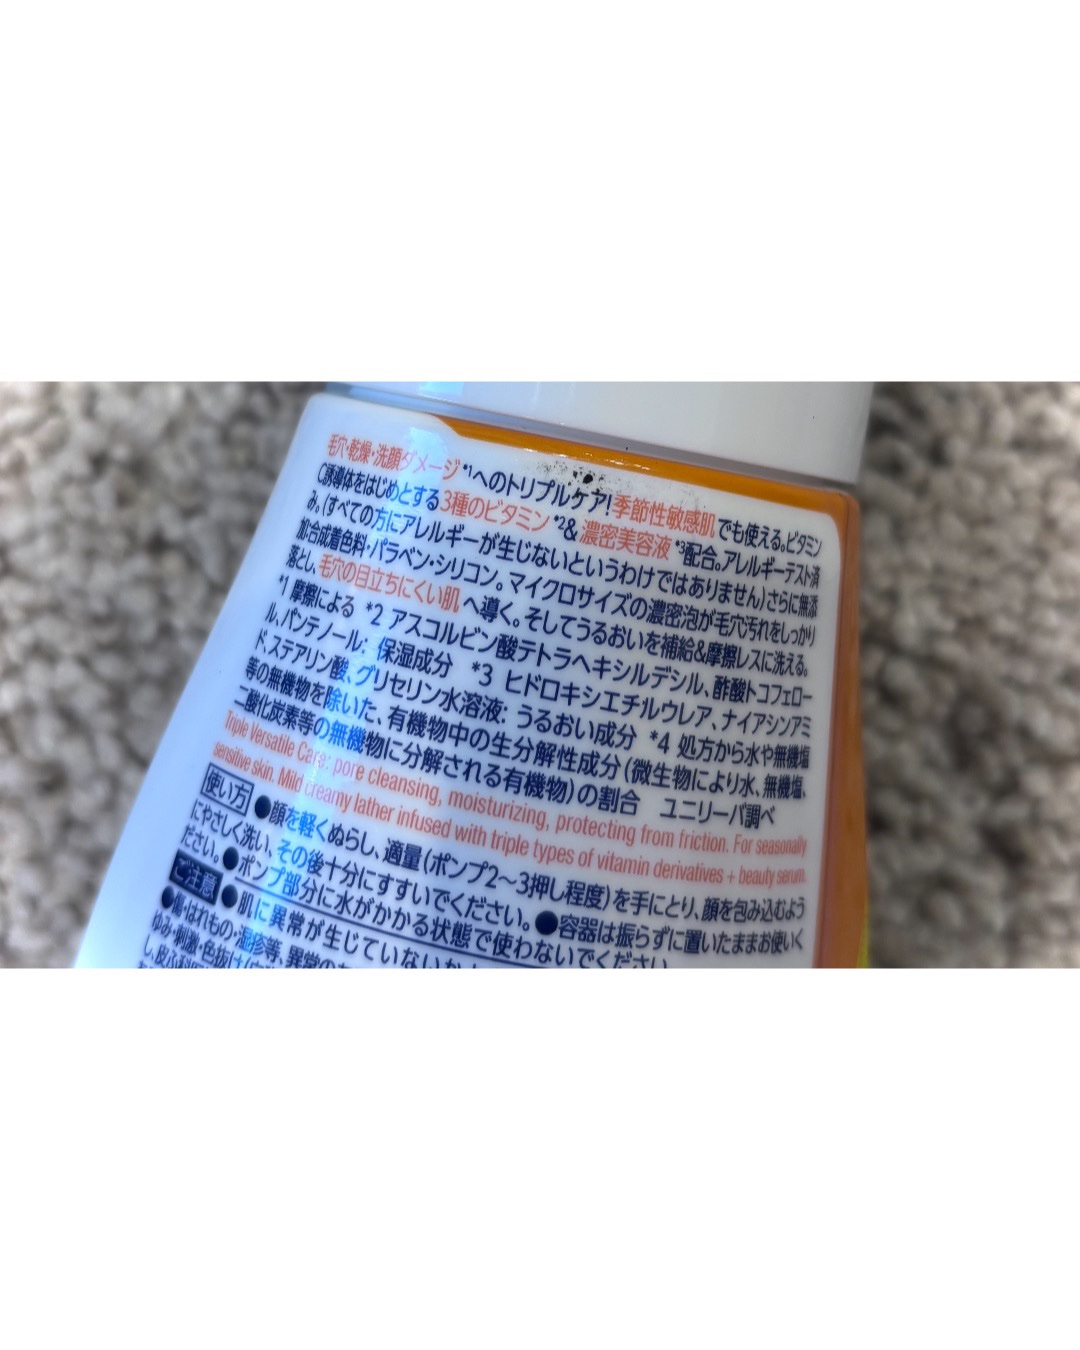 毛穴・乾燥・洗顔ダメージ*1へのトリプルケア!季節性敏感肌でも使える。ビタミン
C誘導体をはじめとする3種のビタミン*2&濃密美容液*3配合。アレルギーテスト済
み。(すべての方にアレルギーが生じないというわけではありません)さらに無添
加:合成着色料・パラベン・シリコン。マイクロサイズの濃密泡が毛穴汚れをしっかり
落とし、毛穴の目立ちにくい肌へ導く。そしてうるおいを補給&摩擦レスに洗える。
*1 摩擦による *2 アスコルビン酸テトラヘキシルデシル、酢酸トコフェロー
ル、パンテノール: 保湿成分 *3 ヒドロキシエチルウレア、ナイアシンアミ
ド、ステアリン酸、グリセリン水溶液: うるおい成分 *4 処方から水や無機塩
等の無機物を除いた、有機物中の生分解性成分(微生物により水、無機塩、
二酸化炭素等の無機物に分解される有機物)の割合 ユニリーバ調べ
Triple Versatile Care: pore cleansing, moisturizing, protecting from friction. For seasonally
sensitive skin. Mild creamy lather infused with triple types of vitamin derivatives + beauty serum.
使い方 ●顔を軽くぬらし、適量(ポンプ2〜3押し程度)を手にとり、顔を包み込むよう
にやさしく洗い、その後十分にすすいでください。●容器は振らずに置いたままお使いく
ださい。●ポンプ部分に水がかかる状態で使わないでください
ご注意 ●肌に異常が生じていないか
●傷・はれもの・湿疹等、異常の
ゆみ・刺激・色抜け
し、皮ふ科